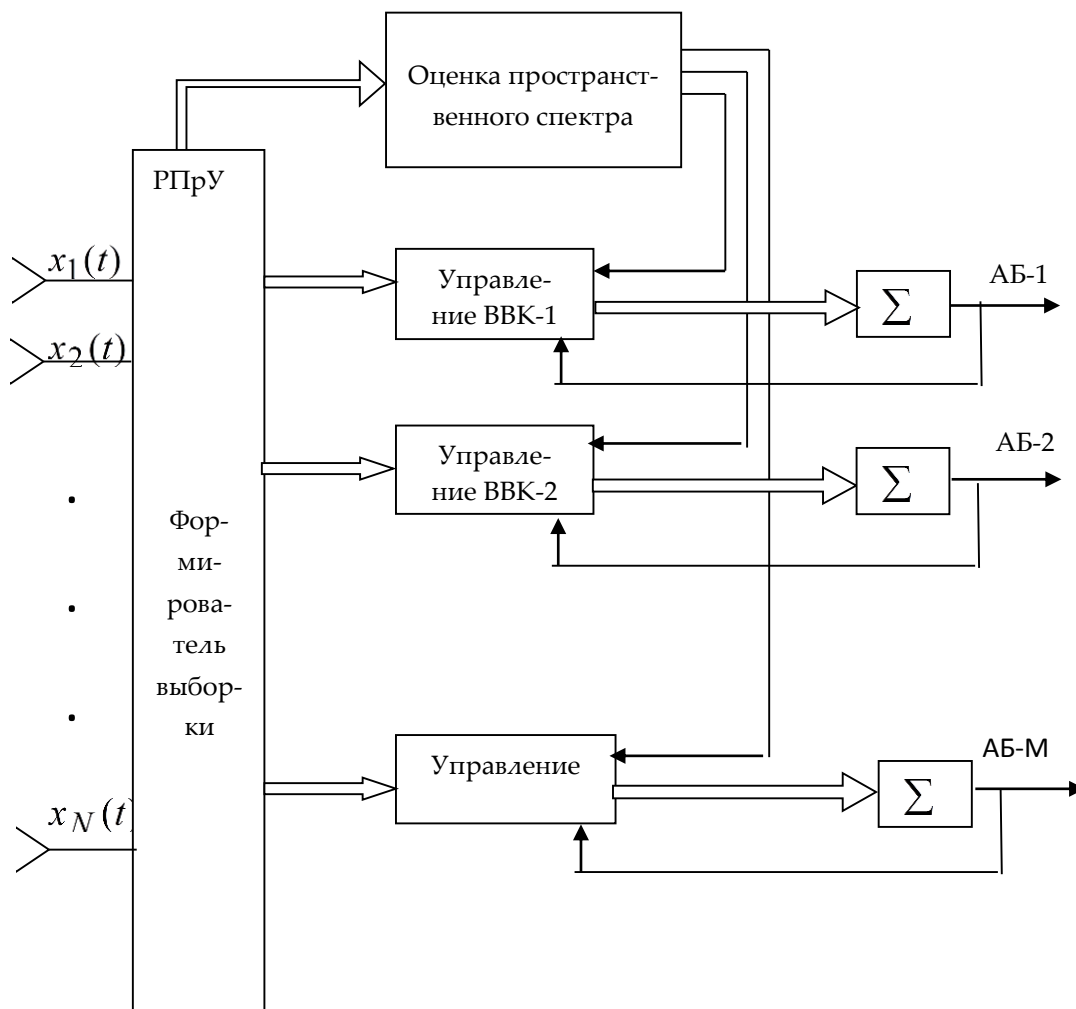 Оценка пространст-
венного спектра
РПрУ
x₁(t)
Управле-
ние ВВК-1
Σ
АБ-1
x₂(t)
Управле-
ние ВВК-2
Σ
АБ-2
Фор-
ми-
рова-
тель
выбор-
ки
Управление
Σ
АБ-М
x_N(t)